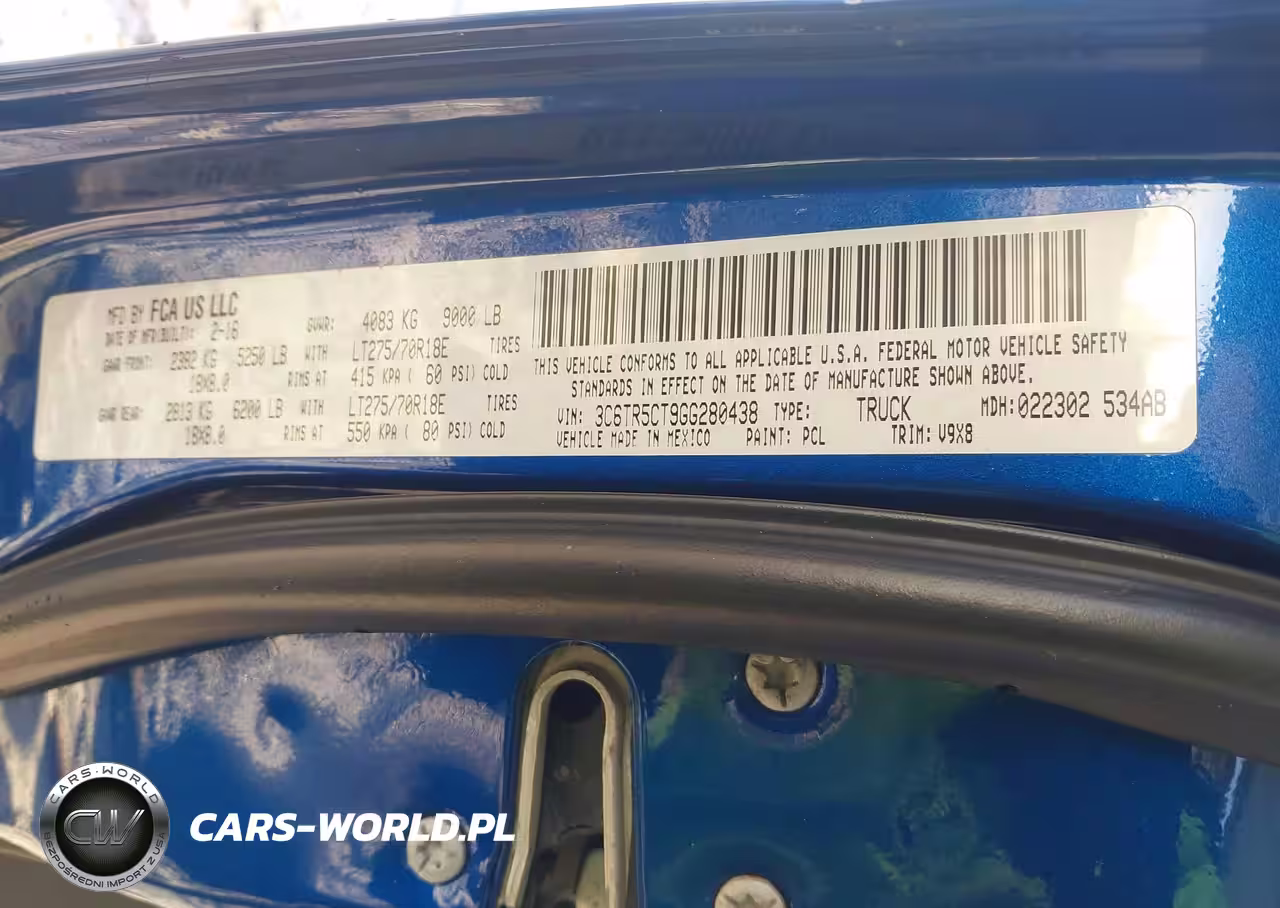 MFD BY FCA US LLC
DATE OF MFR(BUILT): 2-16 GVWR: 4083 KG 9000 LB
GAWR FRONT: 2382 KG 5250 LB WITH LT275/70R18E TIRES
18X8.0 RIMS AT 415 KPA ( 60 PSI) COLD
GAWR REAR: 2813 KG 6200 LB WITH LT275/70R18E TIRES
18X8.0 RIMS AT 550 KPA ( 80 PSI) COLD
THIS VEHICLE CONFORMS TO ALL APPLICABLE U.S.A. FEDERAL MOTOR VEHICLE SAFETY
STANDARDS IN EFFECT ON THE DATE OF MANUFACTURE SHOWN ABOVE.
VIN: 3C6TR5CT9GG280438 TYPE: TRUCK MDH:022302 534AB
VEHICLE MADE IN MEXICO PAINT: PCL TRIM: V9X8
CARS-WORLD
CW
BEZPOŚREDNI IMPORT Z USA
CARS-WORLD.PL